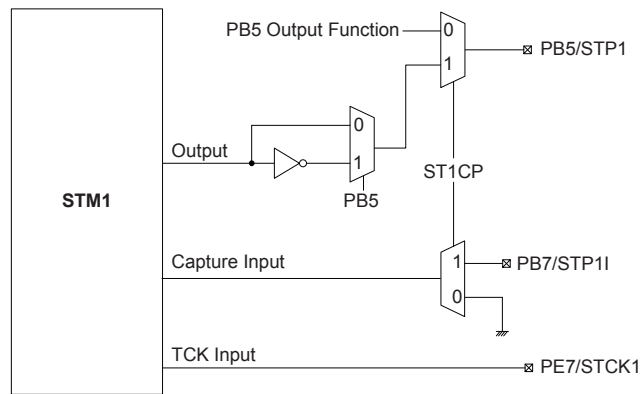 PB5 Output Function
0
1
PB5/STP1
Output
0
1
PB5
ST1CP
STM1
Capture Input
1
0
PB7/STP1I
TCK Input
PE7/STCK1